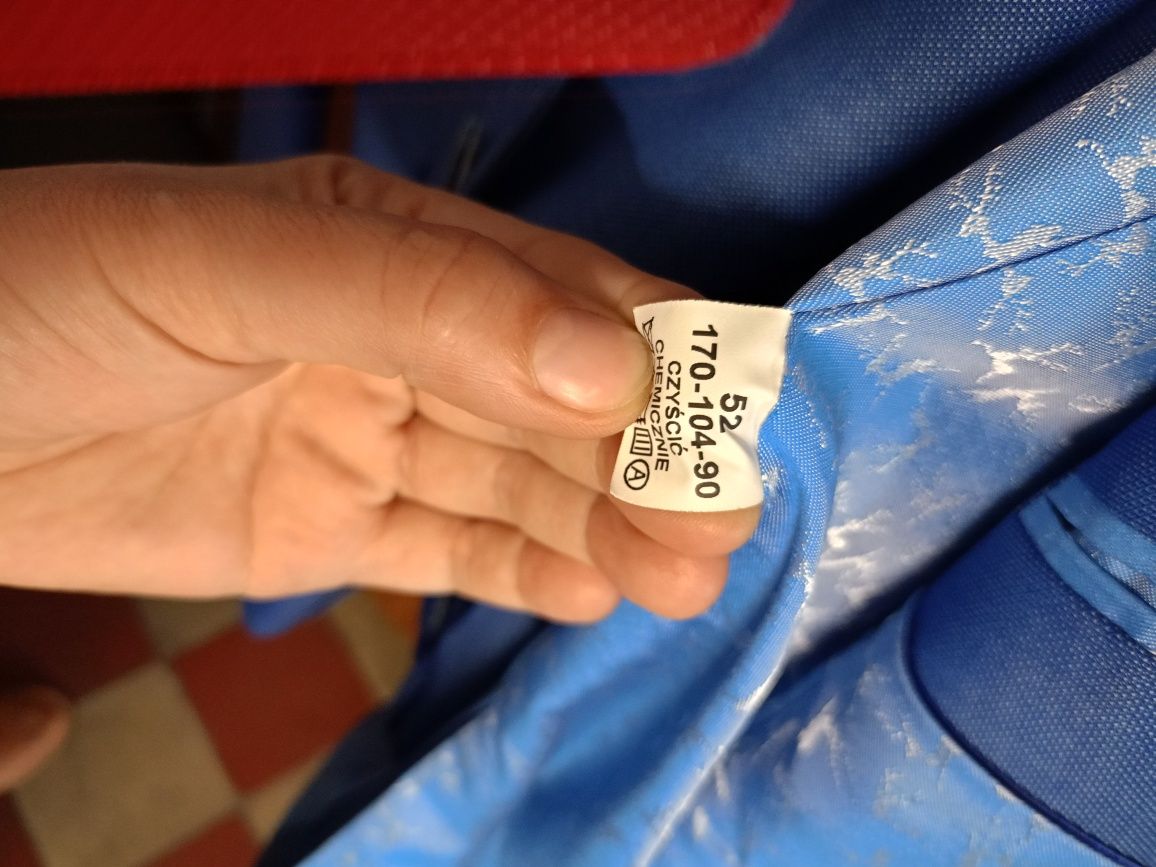 52
170-104-90
CZYŚCIĆ
CHEMICZNIE
A